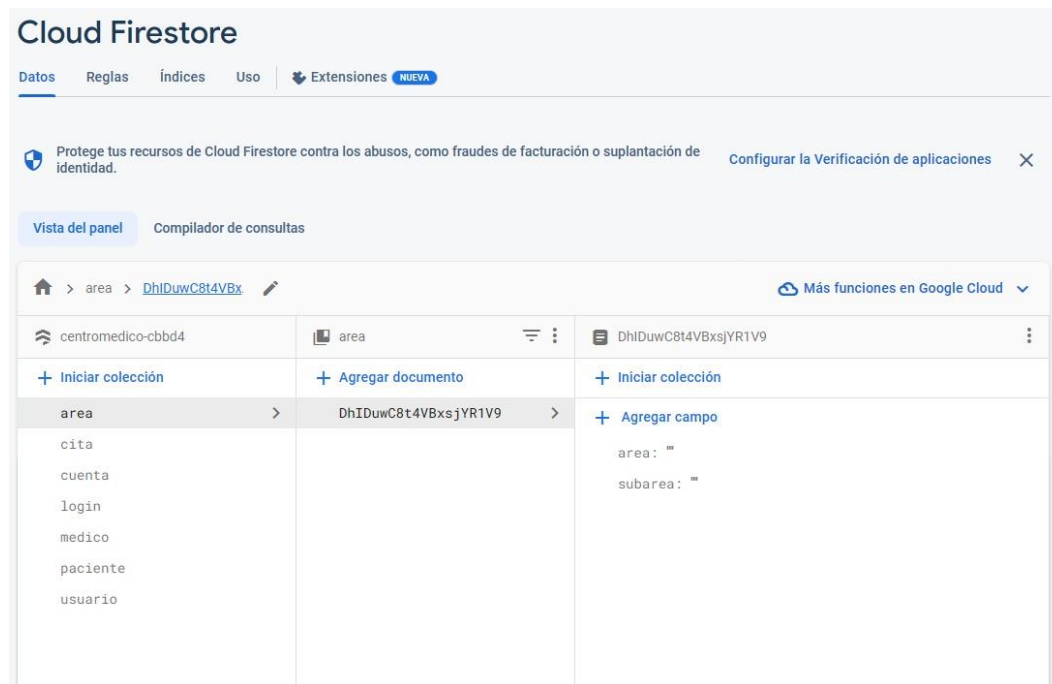 Cloud Firestore
Datos Reglas Índices Uso Extensiones NUEVA
Protege tus recursos de Cloud Firestore contra los abusos, como fraudes de facturación o suplantación de
identidad.
Configurar la Verificación de aplicaciones
Vista del panel Compilador de consultas
area > DhIDuwC8t4VBx
Más funciones en Google Cloud
centromedico-cbbd4
area
DhIDuwC8t4VBxsjYR1V9
+ Iniciar colección
+ Agregar documento
+ Iniciar colección
area
DhIDuwC8t4VBxsjYR1V9
+ Agregar campo
cita
area: ""
cuenta
subarea: ""
login
medico
paciente
usuario